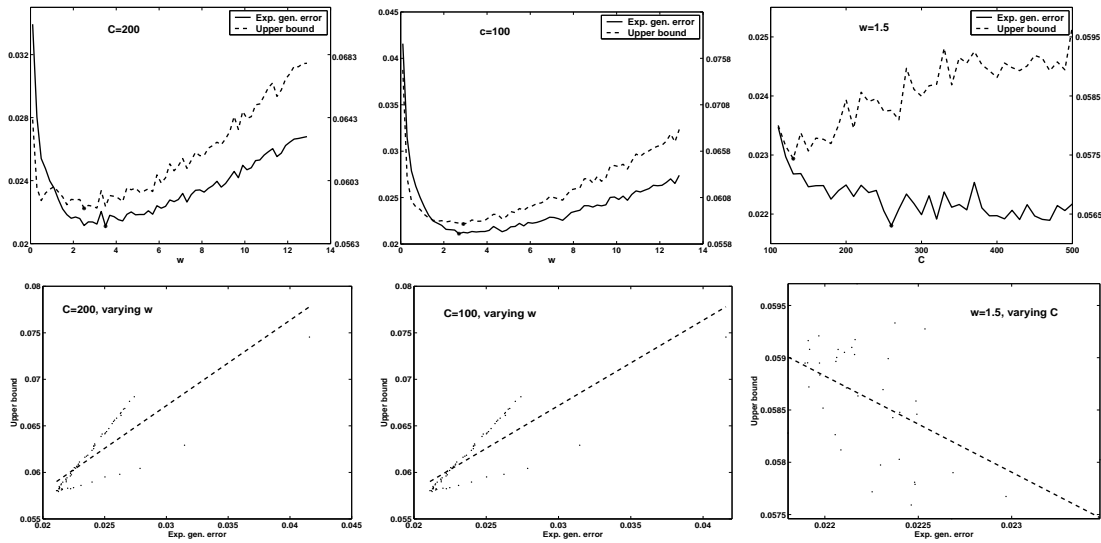 C=200
Exp. gen. error
Upper bound
0.032
0.028
0.024
0.02
0.0683
0.0643
0.0603
0.0563
0 2 4 6 8 10 12 14
w
c=100
Exp. gen. error
Upper bound
0.045
0.04
0.035
0.03
0.025
0.02
0.0758
0.0708
0.0658
0.0608
0.0558
0 2 4 6 8 10 12 14
w
w=1.5
Exp. gen. error
Upper bound
0.025
0.024
0.023
0.022
0.0595
0.0585
0.0575
0.0565
100 200 300 400 500
C
C=200, varying w
Upper bound
0.08
0.075
0.07
0.065
0.06
0.055
0.02 0.025 0.03 0.035 0.04 0.045
Exp. gen. error
C=100, varying w
Upper bound
0.08
0.075
0.07
0.065
0.06
0.055
0.02 0.025 0.03 0.035 0.04
Exp. gen. error
w=1.5, varying C
Upper bound
0.0595
0.059
0.0585
0.058
0.0575
0.022 0.0225 0.023
Exp. gen. error